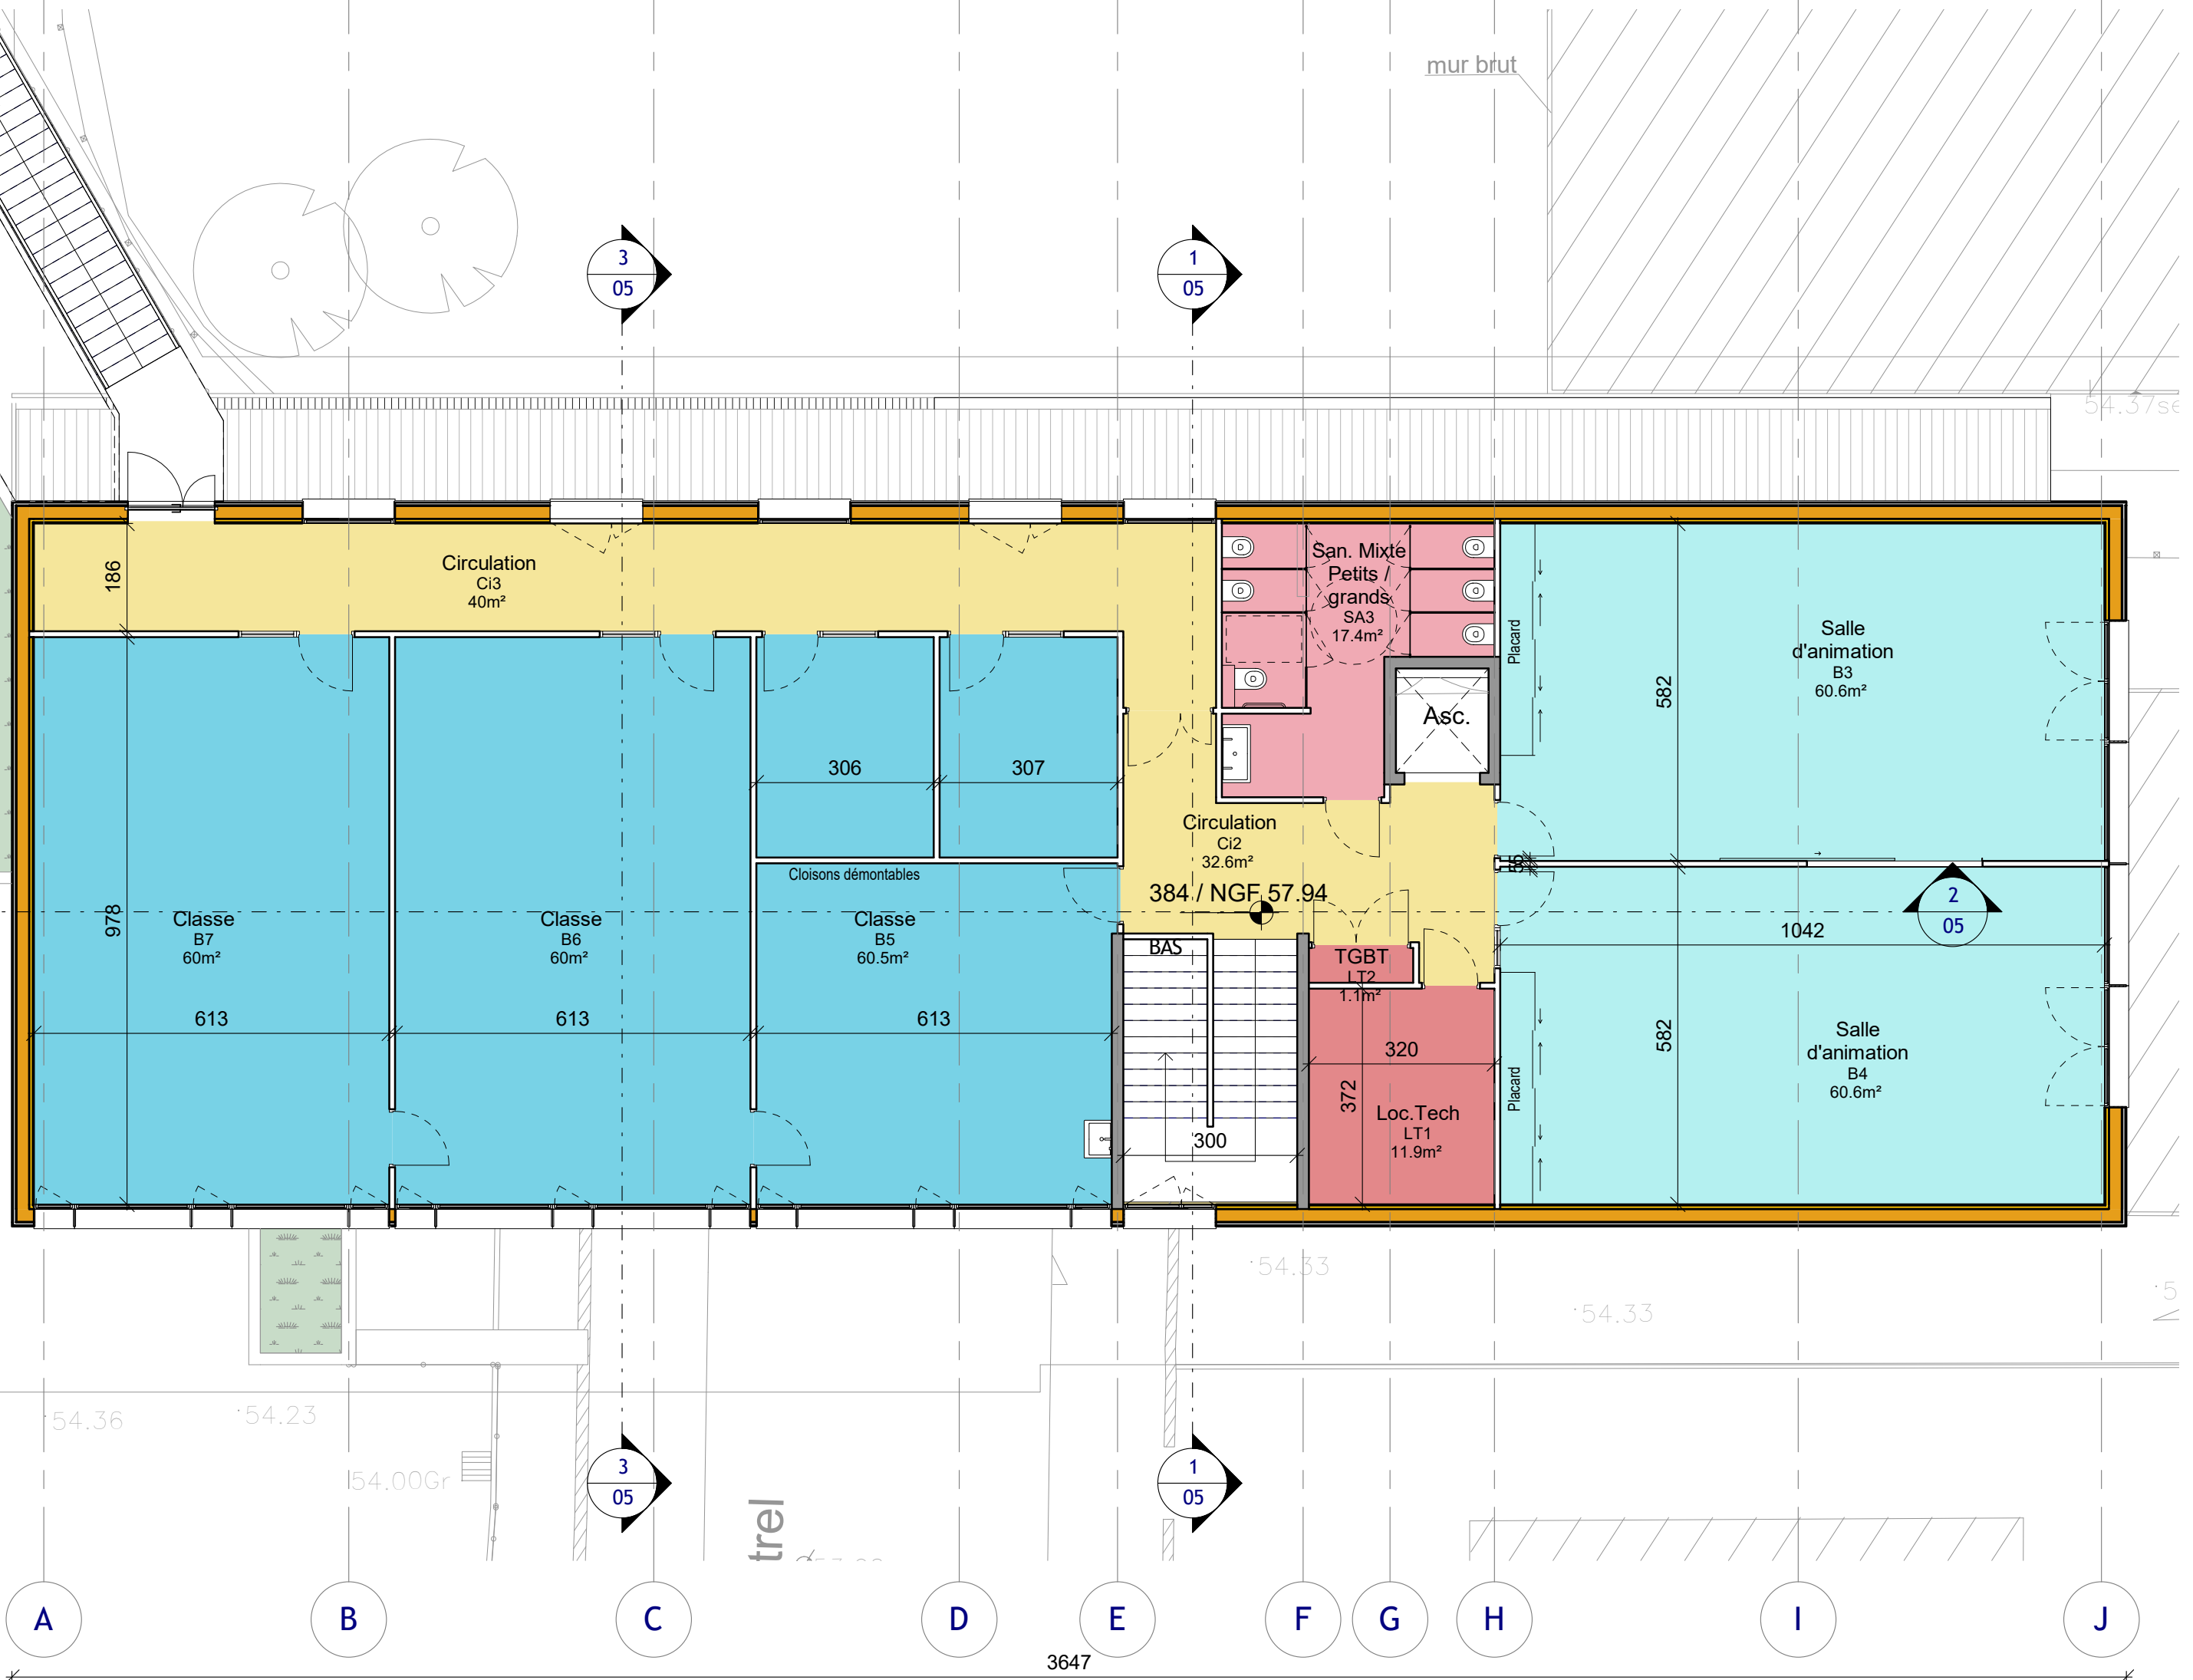 mur brut
3
05
1
05
54.37se
Circulation
Ci3
40m²
186
San. Mixte
Petits /
grands
SA3
17.4m²
Placard
Salle
d'animation
B3
60.6m²
582
Asc.
306
307
Circulation
Ci2
32.6m²
Cloisons démontables
384 / NGF 57.94
2
05
978
Classe
B7
60m²
Classe
B6
60m²
Classe
B5
60.5m²
BAS
TGBT
LT2
1.1m²
1042
613
613
613
320
372
582
Salle
d'animation
B4
60.6m²
Placard
Loc.Tech
LT1
11.9m²
300
54.33
54.33
54.36
54.23
54.00Gr
3
05
1
05
trel
A
B
C
D
E
F
G
H
I
J
3647